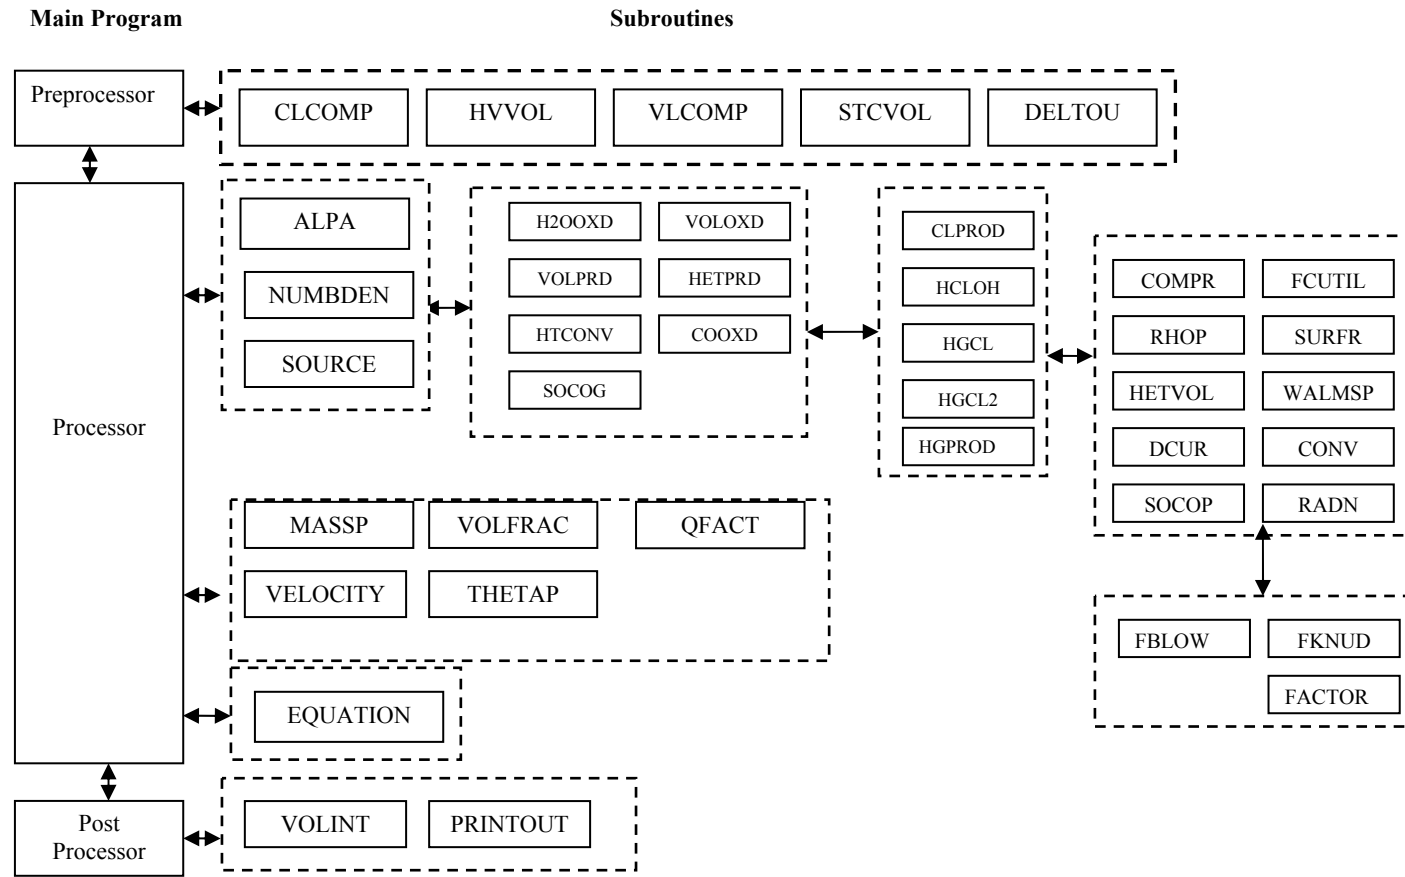 Main Program
Subroutines
Preprocessor
CLCOMP
HVVOL
VLCOMP
STCVOL
DELTOU
Processor
ALPA
NUMBDEN
SOURCE
H2OOXD
VOLOXD
VOLPRD
HETPRD
HTCONV
COOXD
SOCOG
CLPROD
HCLOH
HGCL
HGCL2
HGPROD
COMPR
FCUTIL
RHOP
SURFR
HETVOL
WALMSP
DCUR
CONV
SOCOP
RADN
FBLOW
FKNUD
FACTOR
MASSP
VOLFRAC
QFACT
VELOCITY
THETAP
EQUATION
Post
Processor
VOLINT
PRINTOUT